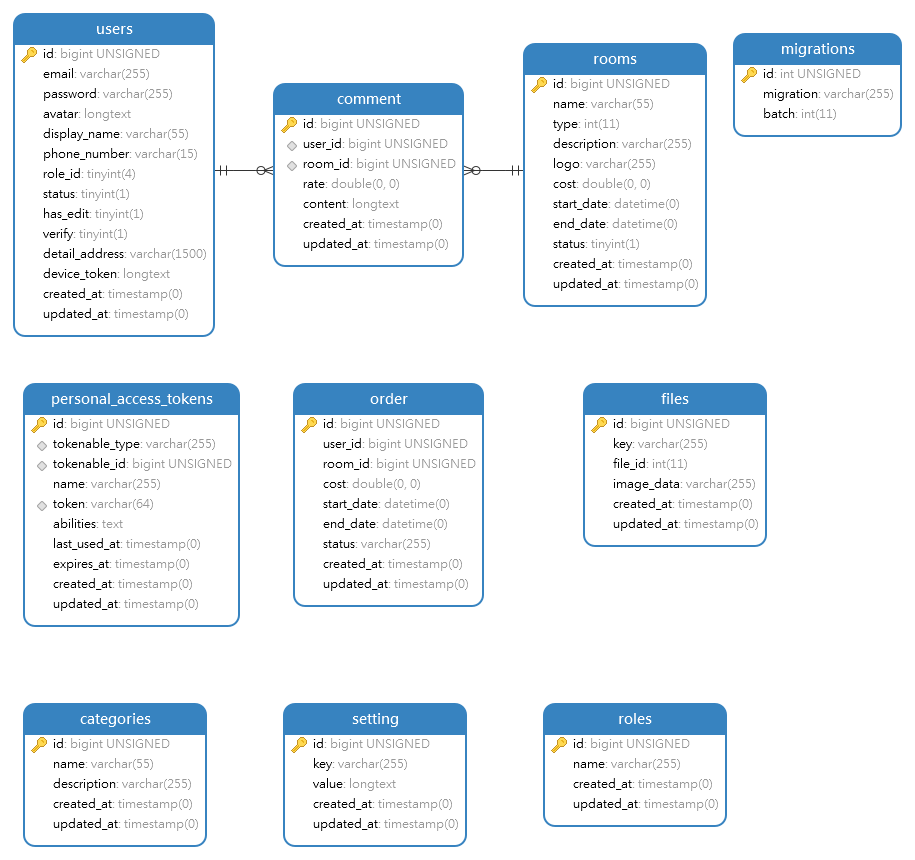 users
id: bigint UNSIGNED
email: varchar(255)
password: varchar(255)
avatar: longtext
display_name: varchar(55)
phone_number: varchar(15)
role_id: tinyint(4)
status: tinyint(1)
has_edit: tinyint(1)
verify: tinyint(1)
detail_address: varchar(1500)
device_token: longtext
created_at: timestamp(0)
updated_at: timestamp(0)
comment
id: bigint UNSIGNED
user_id: bigint UNSIGNED
room_id: bigint UNSIGNED
rate: double(0, 0)
content: longtext
created_at: timestamp(0)
updated_at: timestamp(0)
rooms
id: bigint UNSIGNED
name: varchar(55)
type: int(11)
description: varchar(255)
logo: varchar(255)
cost: double(0, 0)
start_date: datetime(0)
end_date: datetime(0)
status: tinyint(1)
created_at: timestamp(0)
updated_at: timestamp(0)
migrations
id: int UNSIGNED
migration: varchar(255)
batch: int(11)
personal_access_tokens
id: bigint UNSIGNED
tokenable_type: varchar(255)
tokenable_id: bigint UNSIGNED
name: varchar(255)
token: varchar(64)
abilities: text
last_used_at: timestamp(0)
expires_at: timestamp(0)
created_at: timestamp(0)
updated_at: timestamp(0)
order
id: bigint UNSIGNED
user_id: bigint UNSIGNED
room_id: bigint UNSIGNED
cost: double(0, 0)
start_date: datetime(0)
end_date: datetime(0)
status: varchar(255)
created_at: timestamp(0)
updated_at: timestamp(0)
files
id: bigint UNSIGNED
key: varchar(255)
file_id: int(11)
image_data: varchar(255)
created_at: timestamp(0)
updated_at: timestamp(0)
categories
id: bigint UNSIGNED
name: varchar(55)
description: varchar(255)
created_at: timestamp(0)
updated_at: timestamp(0)
setting
id: bigint UNSIGNED
key: varchar(255)
value: longtext
created_at: timestamp(0)
updated_at: timestamp(0)
roles
id: bigint UNSIGNED
name: varchar(255)
created_at: timestamp(0)
updated_at: timestamp(0)